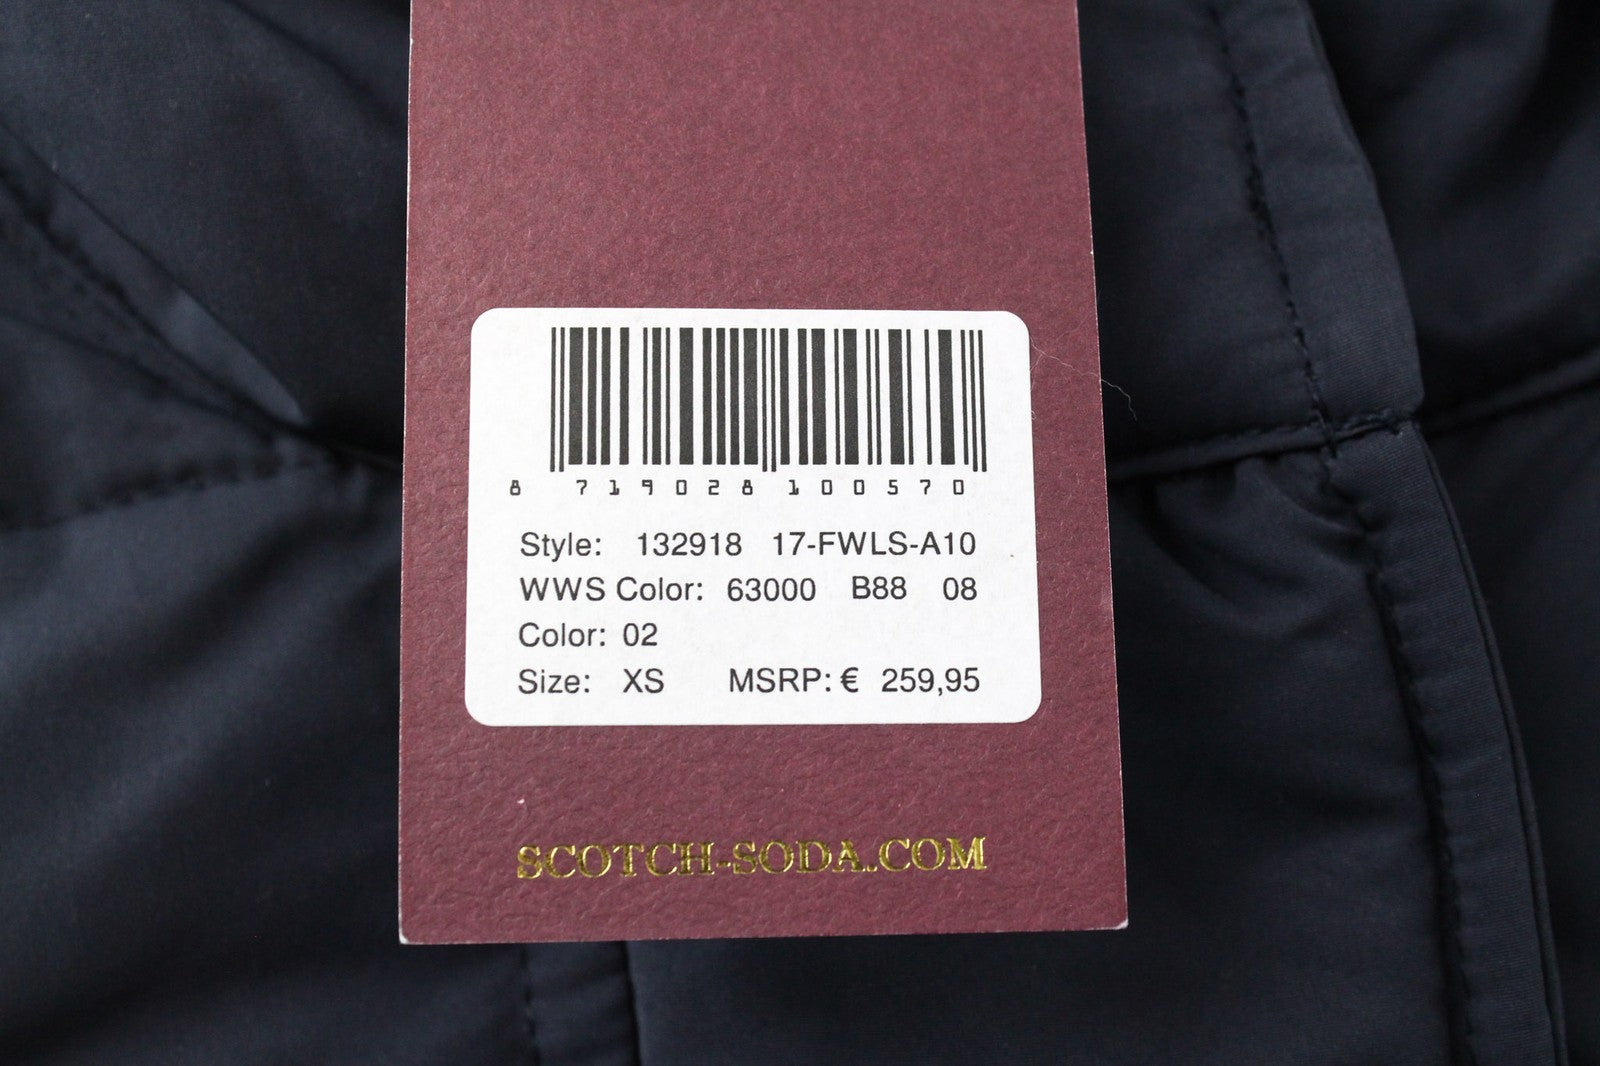 8 719028 100570
Style: 132918 17-FWLS-A10
WWS Color: 63000 B88 08
Color: 02
Size: XS MSRP: € 259,95
SCOTCH-SODA.COM